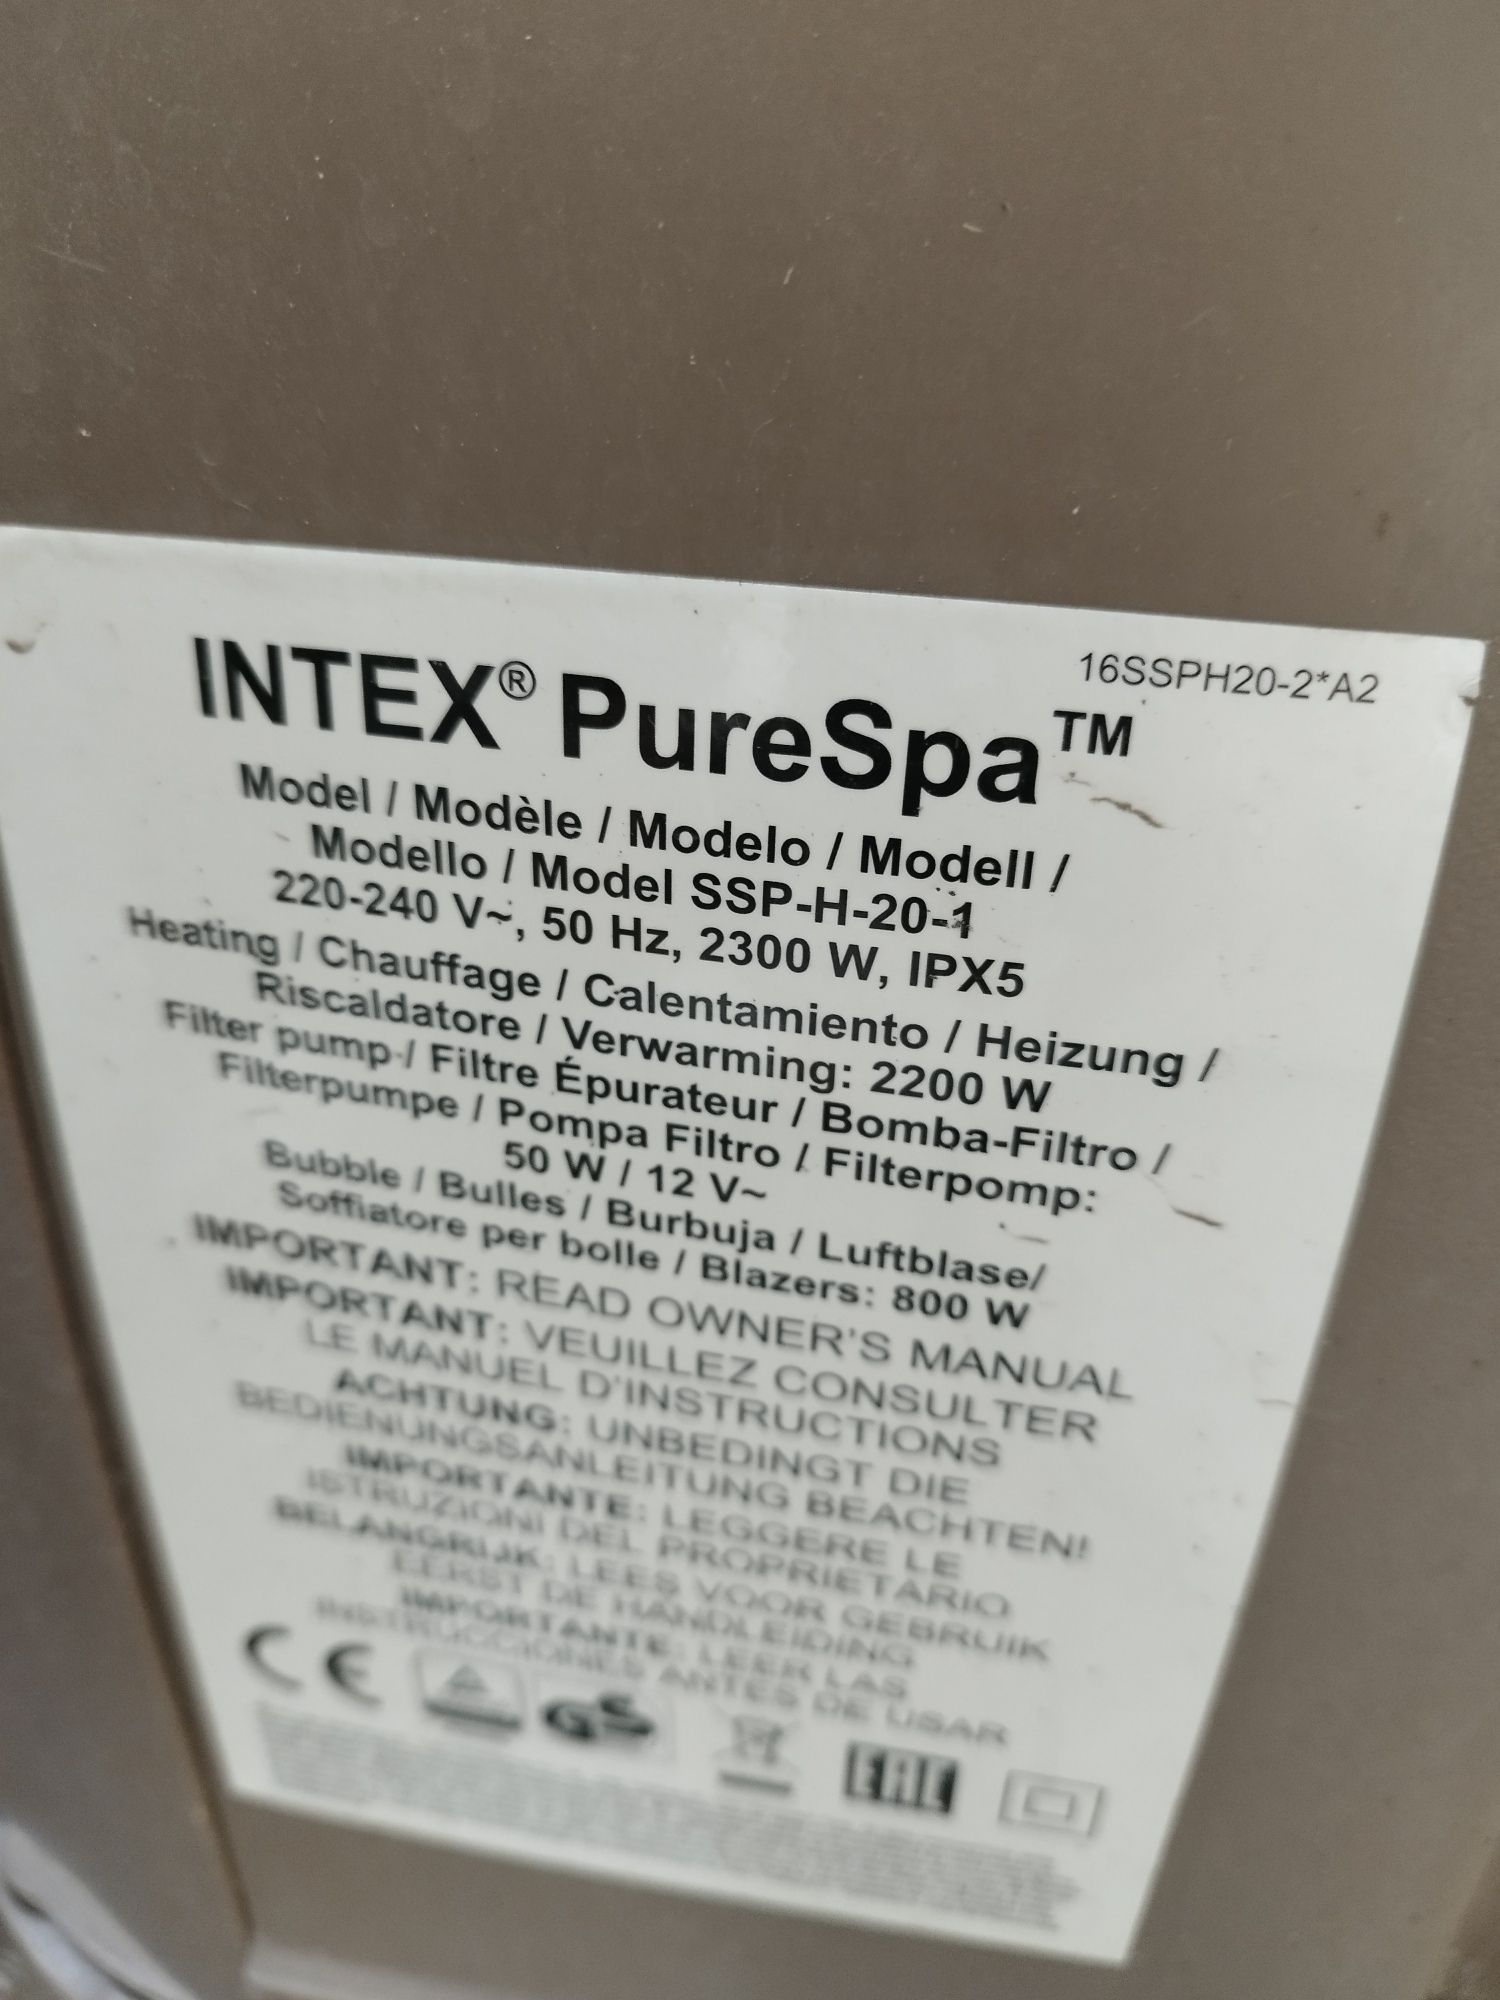 16SSPH20-2*A2
INTEX® PureSpa™
Model / Modèle / Modelo / Modell /
Modello / Model SSP-H-20-1
220-240 V~, 50 Hz, 2300 W, IPX5
Heating / Chauffage / Calentamiento / Heizung /
Riscaldatore / Verwarming: 2200 W
Filter pump / Filtre Épurateur / Bomba-Filtro /
Filterpumpe / Pompa Filtro / Filterpomp:
50 W / 12 V~
Bubble / Bulles / Burbuja / Luftblase/
Soffiatore per bolle / Blazers: 800 W
IMPORTANT: READ OWNER'S MANUAL
IMPORTANT: VEUILLEZ CONSULTER
LE MANUEL D'INSTRUCTIONS
ACHTUNG: UNBEDINGT DIE
BEDIENUNGSANLEITUNG BEACHTEN!
IMPORTANTE: LEGGERE LE
ISTRUZIONI DEL PROPRIETARIO
BELANGRIJK: LEES VOOR GEBRUIK
EERST DE HANDLEIDING
IMPORTANTE: LEER LAS
INSTRUCCIONES ANTES DE USAR
CE GS EAC